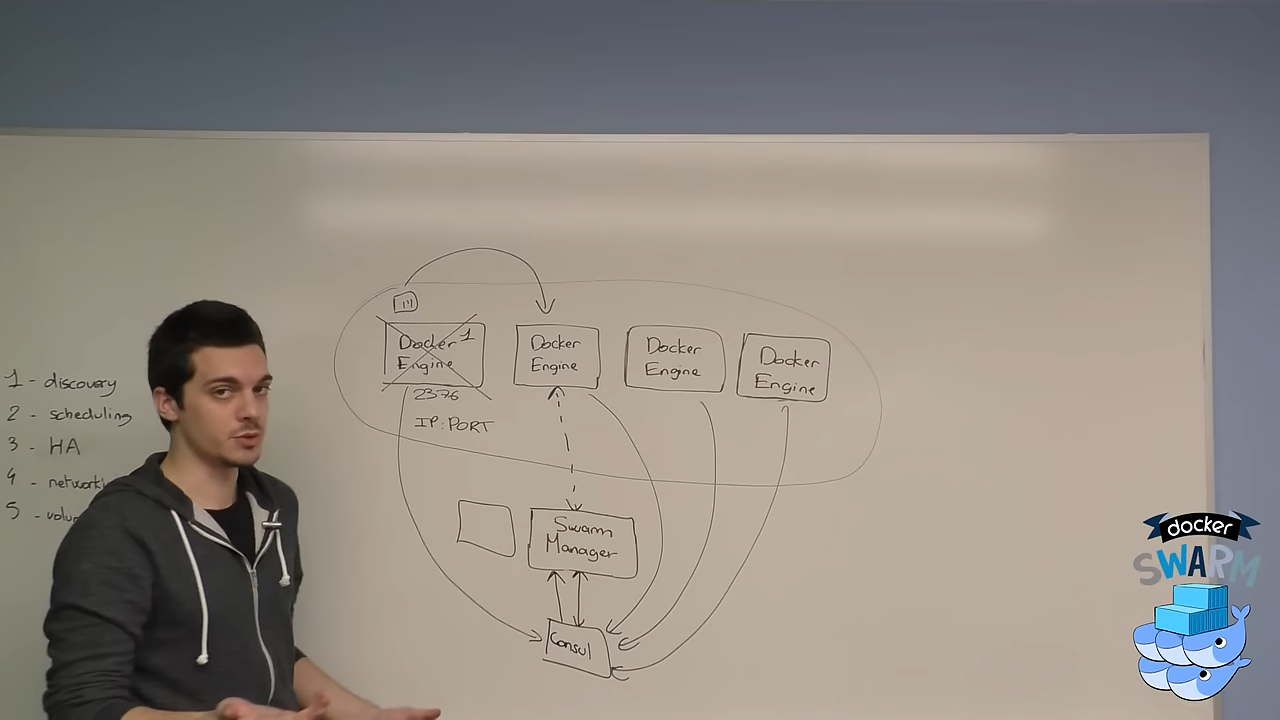 1 - discovery
2 - scheduling
3 - HA
4 - network
5 - volu
Docker 1
Engine
2376
IP:PORT
Docker
Engine
Docker
Engine
Docker
Engine
Swarm
Manager
Consul
docker
SWARM